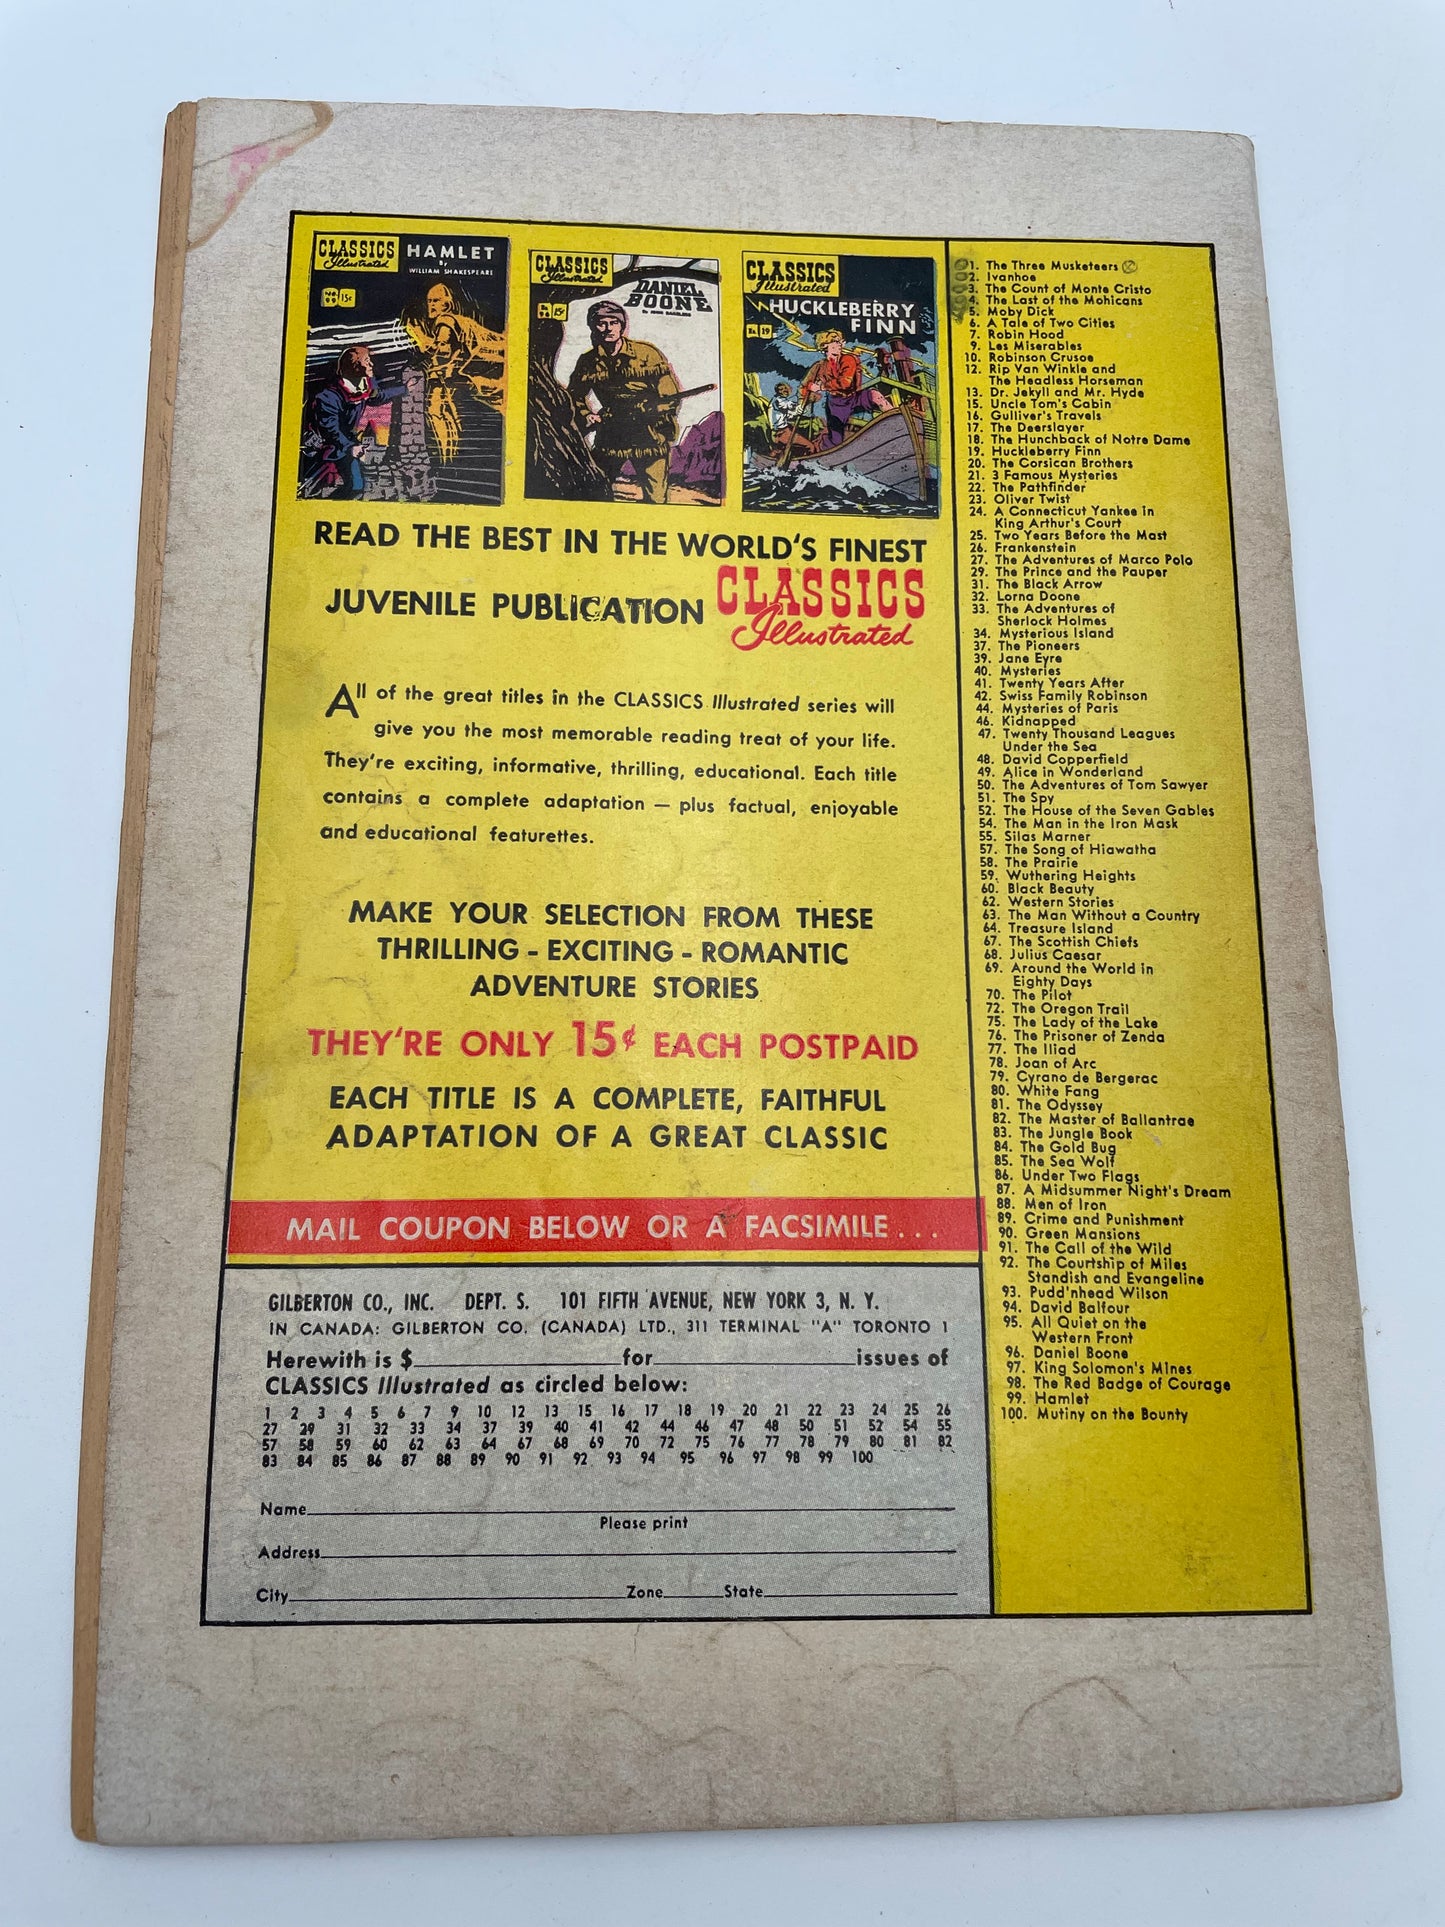 CLASSICS
Illustrated
HAMLET
By
WILLIAM SHAKESPEARE
NO.
99
15¢
CLASSICS
Illustrated
DANIEL
BOONE
15¢
CLASSICS
Illustrated
HUCKLEBERRY
FINN
19
READ THE BEST IN THE WORLD'S FINEST
JUVENILE PUBLICATION CLASSICS
Illustrated
All of the great titles in the CLASSICS Illustrated series will
give you the most memorable reading treat of your life.
They're exciting, informative, thrilling, educational. Each title
contains a complete adaptation — plus factual, enjoyable
and educational featurettes.
MAKE YOUR SELECTION FROM THESE
THRILLING - EXCITING - ROMANTIC
ADVENTURE STORIES
THEY'RE ONLY 15¢ EACH POSTPAID
EACH TITLE IS A COMPLETE, FAITHFUL
ADAPTATION OF A GREAT CLASSIC
MAIL COUPON BELOW OR A FACSIMILE . . .
GILBERTON CO., INC. DEPT. S. 101 FIFTH AVENUE, NEW YORK 3, N. Y.
IN CANADA: GILBERTON CO. (CANADA) LTD., 311 TERMINAL "A" TORONTO 1
Herewith is $ for issues of
CLASSICS Illustrated as circled below:
1 2 3 4 5 6 7 9 10 12 13 15 16 17 18 19 20 21 22 23 24 25 26
27 29 31 32 33 34 37 39 40 41 42 44 46 47 48 50 51 52 54 55
57 58 59 60 62 63 64 67 68 69 70 72 75 76 77 78 79 80 81 82
83 84 85 86 87 88 89 90 91 92 93 94 95 96 97 98 99 100
Name
Please print
Address
City Zone State
1. The Three Musketeers
2. Ivanhoe
3. The Count of Monte Cristo
4. The Last of the Mohicans
5. Moby Dick
6. A Tale of Two Cities
7. Robin Hood
9. Les Miserables
10. Robinson Crusoe
12. Rip Van Winkle and
The Headless Horseman
13. Dr. Jekyll and Mr. Hyde
15. Uncle Tom's Cabin
16. Gulliver's Travels
17. The Deerslayer
18. The Hunchback of Notre Dame
19. Huckleberry Finn
20. The Corsican Brothers
21. 3 Famous Mysteries
22. The Pathfinder
23. Oliver Twist
24. A Connecticut Yankee in
King Arthur's Court
25. Two Years Before the Mast
26. Frankenstein
27. The Adventures of Marco Polo
29. The Prince and the Pauper
31. The Black Arrow
32. Lorna Doone
33. The Adventures of
Sherlock Holmes
34. Mysterious Island
37. The Pioneers
39. Jane Eyre
40. Mysteries
41. Twenty Years After
42. Swiss Family Robinson
44. Mysteries of Paris
46. Kidnapped
47. Twenty Thousand Leagues
Under the Sea
48. David Copperfield
49. Alice in Wonderland
50. The Adventures of Tom Sawyer
51. The Spy
52. The House of the Seven Gables
54. The Man in the Iron Mask
55. Silas Marner
57. The Song of Hiawatha
58. The Prairie
59. Wuthering Heights
60. Black Beauty
62. Western Stories
63. The Man Without a Country
64. Treasure Island
67. The Scottish Chiefs
68. Julius Caesar
69. Around the World in
Eighty Days
70. The Pilot
72. The Oregon Trail
75. The Lady of the Lake
76. The Prisoner of Zenda
77. The Iliad
78. Joan of Arc
79. Cyrano de Bergerac
80. White Fang
81. The Odyssey
82. The Master of Ballantrae
83. The Jungle Book
84. The Gold Bug
85. The Sea Wolf
86. Under Two Flags
87. A Midsummer Night's Dream
88. Men of Iron
89. Crime and Punishment
90. Green Mansions
91. The Call of the Wild
92. The Courtship of Miles
Standish and Evangeline
93. Pudd'nhead Wilson
94. David Balfour
95. All Quiet on the
Western Front
96. Daniel Boone
97. King Solomon's Mines
98. The Red Badge of Courage
99. Hamlet
100. Mutiny on the Bounty